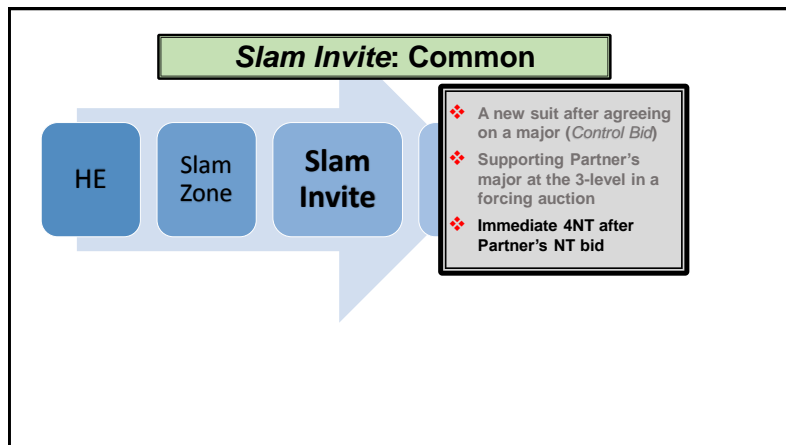 Slam Invite: Common
HE
Slam
Zone
Slam
Invite
A new suit after agreeing
on a major (Control Bid)
Supporting Partner's
major at the 3-level in a
forcing auction
Immediate 4NT after
Partner's NT bid